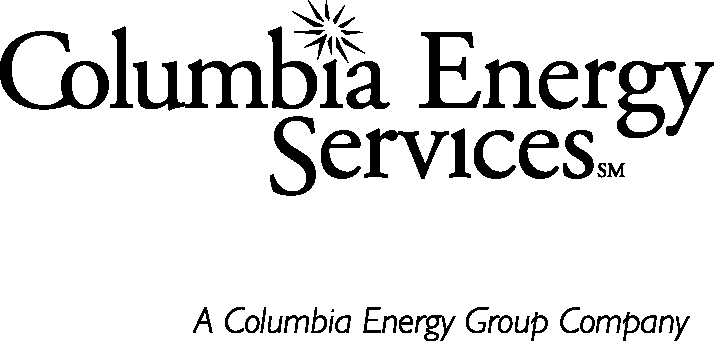 Columbia Energy
Services SM
A Columbia Energy Group Company